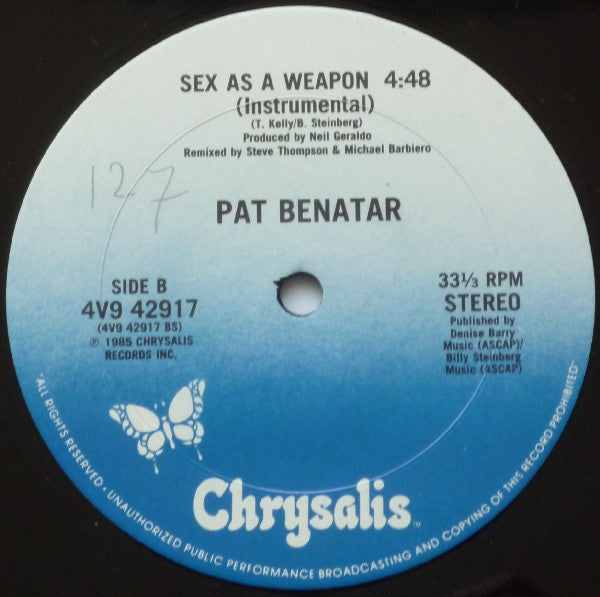 SEX AS A WEAPON 4:48
(Instrumental)
(T. Kelly/B. Steinberg)
Produced by Neil Geraldo
Remixed by Steve Thompson & Michael Barbiero
127
PAT BENATAR
SIDE B
4V9 42917
(4V9 42917 BS)
℗ 1985 CHRYSALIS
RECORDS INC.
33⅓ RPM
STEREO
Published by
Denise Barry
Music (ASCAP)/
Billy Steinberg
Music (ASCAP)
Chrysalis™
"ALL RIGHTS RESERVED • UNAUTHORIZED PUBLIC PERFORMANCE BROADCASTING AND COPYING OF THIS RECORD PROHIBITED"